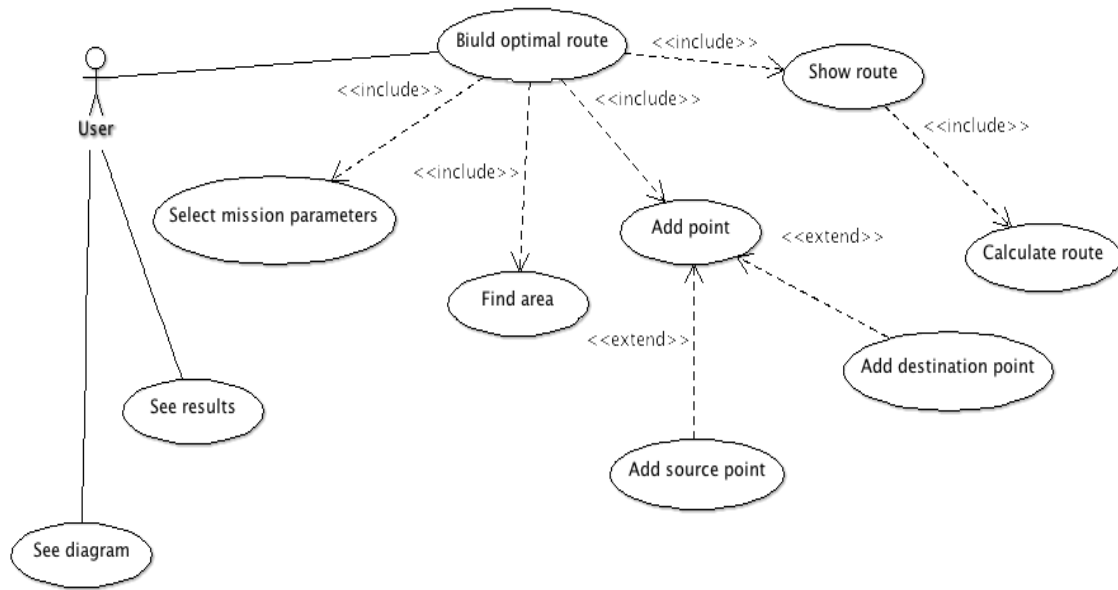 Biuld optimal route
<<include>>
Show route
<<include>>
<<include>>
<<include>>
User
<<include>>
Select mission parameters
Add point
<<extend>>
Calculate route
Find area
<<extend>>
Add destination point
See results
Add source point
See diagram